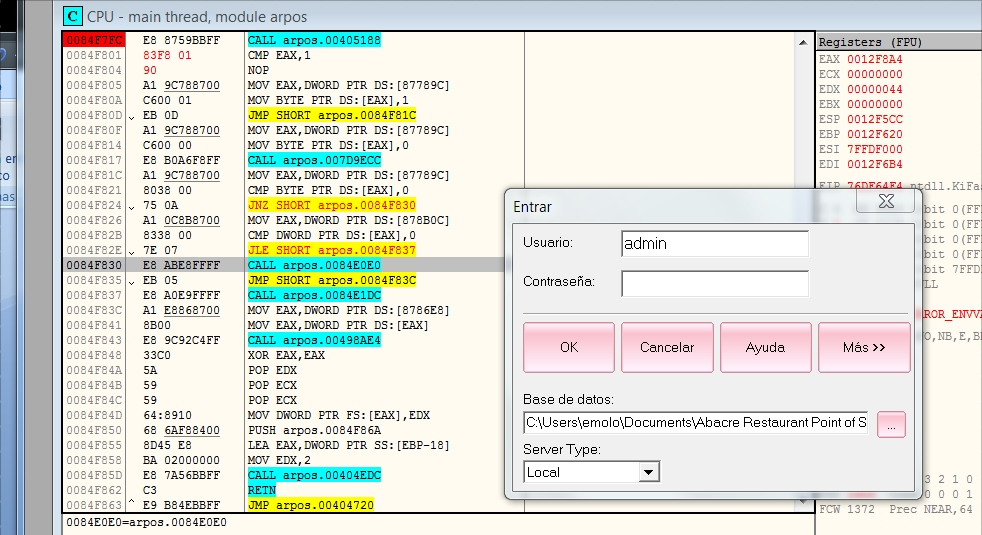 C CPU - main thread, module arpos
0084F7FC E8 8759BBFF CALL arpos.00405188
0084F801 83F8 01 CMP EAX,1
0084F804 90 NOP
0084F805 A1 9C788700 MOV EAX,DWORD PTR DS:[87789C]
0084F80A C600 01 MOV BYTE PTR DS:[EAX],1
0084F80D EB 0D JMP SHORT arpos.0084F81C
0084F80F A1 9C788700 MOV EAX,DWORD PTR DS:[87789C]
0084F814 C600 00 MOV BYTE PTR DS:[EAX],0
0084F817 E8 B0A6F8FF CALL arpos.007D9ECC
0084F81C A1 9C788700 MOV EAX,DWORD PTR DS:[87789C]
0084F821 8038 00 CMP BYTE PTR DS:[EAX],0
0084F824 75 0A JNZ SHORT arpos.0084F830
0084F826 A1 0C8B8700 MOV EAX,DWORD PTR DS:[878B0C]
0084F82B 8338 00 CMP DWORD PTR DS:[EAX],0
0084F82E 7E 07 JLE SHORT arpos.0084F837
0084F830 E8 ABE8FFFF CALL arpos.0084E0E0
0084F835 EB 05 JMP SHORT arpos.0084F83C
0084F837 E8 A0E9FFFF CALL arpos.0084E1DC
0084F83C A1 E8868700 MOV EAX,DWORD PTR DS:[8786E8]
0084F841 8B00 MOV EAX,DWORD PTR DS:[EAX]
0084F843 E8 9C92C4FF CALL arpos.00498AE4
0084F848 33C0 XOR EAX,EAX
0084F84A 5A POP EDX
0084F84B 59 POP ECX
0084F84C 59 POP ECX
0084F84D 64:8910 MOV DWORD PTR FS:[EAX],EDX
0084F850 68 6AF88400 PUSH arpos.0084F86A
0084F855 8D45 E8 LEA EAX,DWORD PTR SS:[EBP-18]
0084F858 BA 02000000 MOV EDX,2
0084F85D E8 7A56BBFF CALL arpos.00404EDC
0084F862 C3 RETN
0084F863 E9 B84EBBFF JMP arpos.00404720
0084E0E0=arpos.0084E0E0
Registers (FPU)
EAX 0012F8A4
ECX 00000000
EDX 00000044
EBX 00000000
ESP 0012F5CC
EBP 0012F620
ESI 7FFDF000
EDI 0012F6B4
EIP 76DF64F4 ntdll.KiFas
bit 0(FF
bit 0(FF
bit 0(FF
bit 0(FF
bit 7FFD
LL
ROR_ENVVA
O,NB,E,BE
3 2 1 0
0 0 0 1
FCW 1372 Prec NEAR,64
Entrar
Usuario: admin
Contraseña:
OK Cancelar Ayuda Más >>
Base de datos:
C:\Users\emolo\Documents\Abacre Restaurant Point of S ...
Server Type:
Local